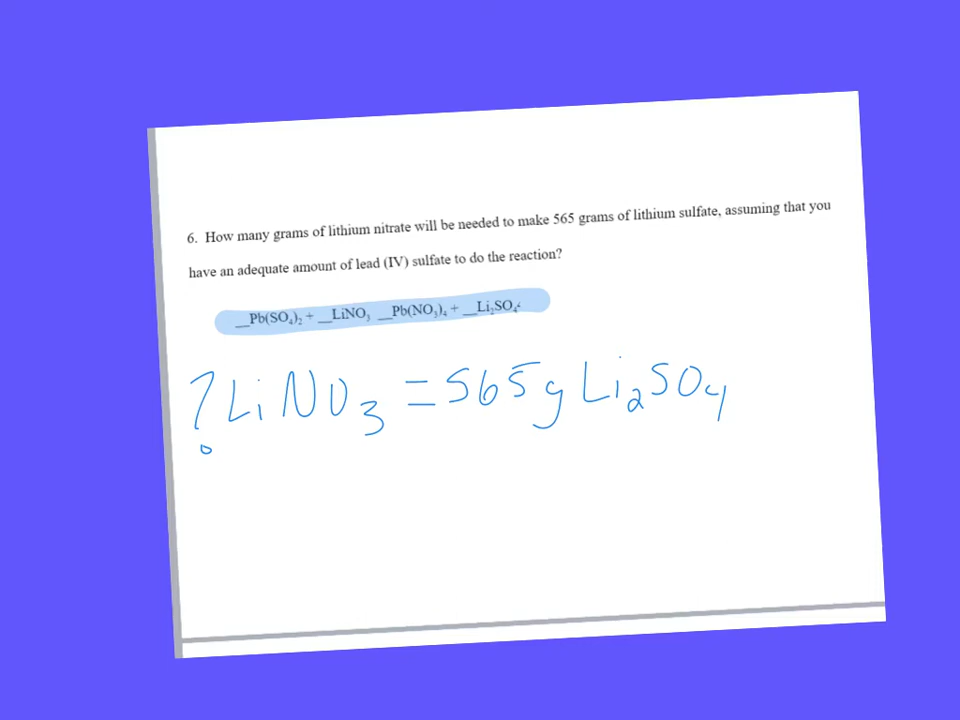 6. How many grams of lithium nitrate will be needed to make 565 grams of lithium sulfate, assuming that you
have an adequate amount of lead (IV) sulfate to do the reaction?
__Pb(SO₄)₂ + __LiNO₃ __Pb(NO₃)₄ + __Li₂SO₄
? LiNO₃ = 565g Li₂SO₄